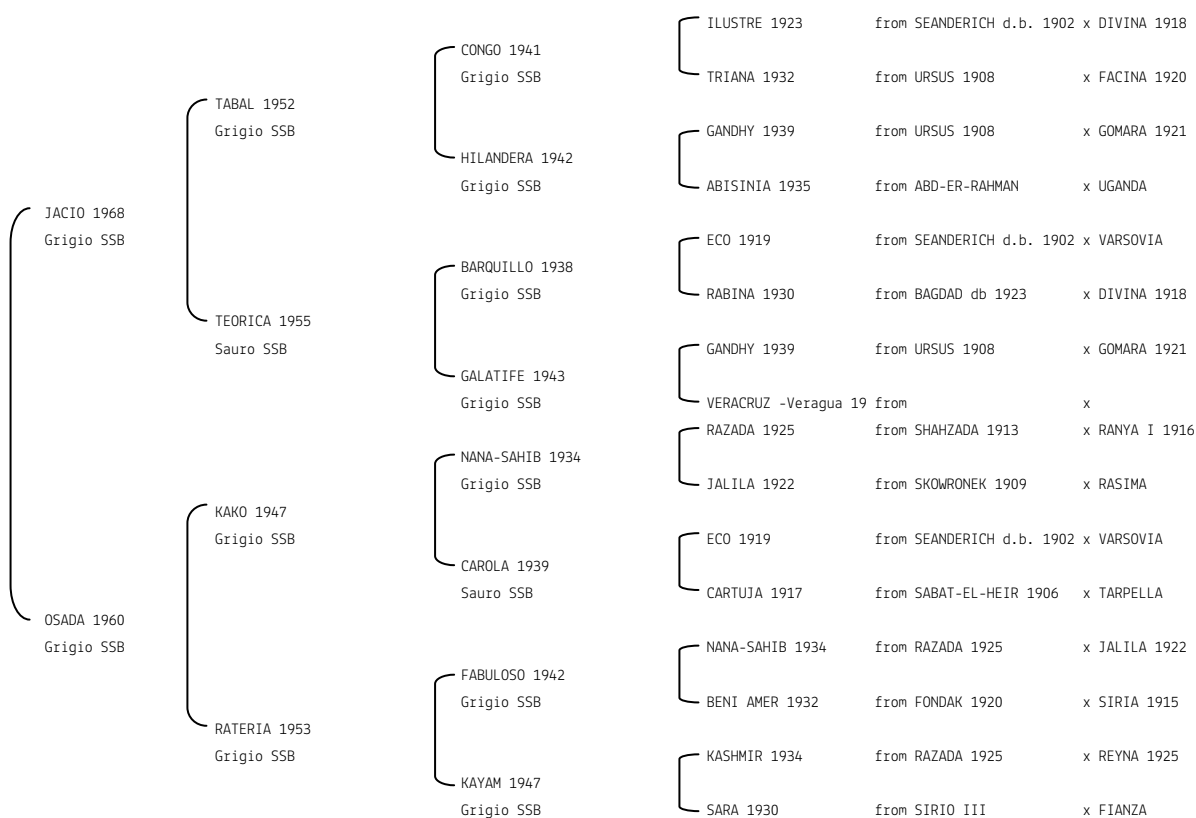 ILUSTRE 1923 from SEANDERICH d.b. 1902 x DIVINA 1918
CONGO 1941
Grigio SSB
TRIANA 1932 from URSUS 1908 x FACINA 1920
TABAL 1952
Grigio SSB
GANDHY 1939 from URSUS 1908 x GOMARA 1921
HILANDERA 1942
Grigio SSB
ABISINIA 1935 from ABD-ER-RAHMAN x UGANDA
JACIO 1968
Grigio SSB
ECO 1919 from SEANDERICH d.b. 1902 x VARSOVIA
BARQUILLO 1938
Grigio SSB
RABINA 1930 from BAGDAD db 1923 x DIVINA 1918
TEORICA 1955
Sauro SSB
GANDHY 1939 from URSUS 1908 x GOMARA 1921
GALATIFE 1943
Grigio SSB
VERACRUZ -Veragua 19 from x
RAZADA 1925 from SHAHZADA 1913 x RANYA I 1916
NANA-SAHIB 1934
Grigio SSB
JALILA 1922 from SKOWRONEK 1909 x RASIMA
KAKO 1947
Grigio SSB
ECO 1919 from SEANDERICH d.b. 1902 x VARSOVIA
CAROLA 1939
Sauro SSB
CARTUJA 1917 from SABAT-EL-HEIR 1906 x TARPELLA
OSADA 1960
Grigio SSB
NANA-SAHIB 1934 from RAZADA 1925 x JALILA 1922
FABULOSO 1942
Grigio SSB
BENI AMER 1932 from FONDAK 1920 x SIRIA 1915
RATERIA 1953
Grigio SSB
KASHMIR 1934 from RAZADA 1925 x REYNA 1925
KAYAM 1947
Grigio SSB
SARA 1930 from SIRIO III x FIANZA